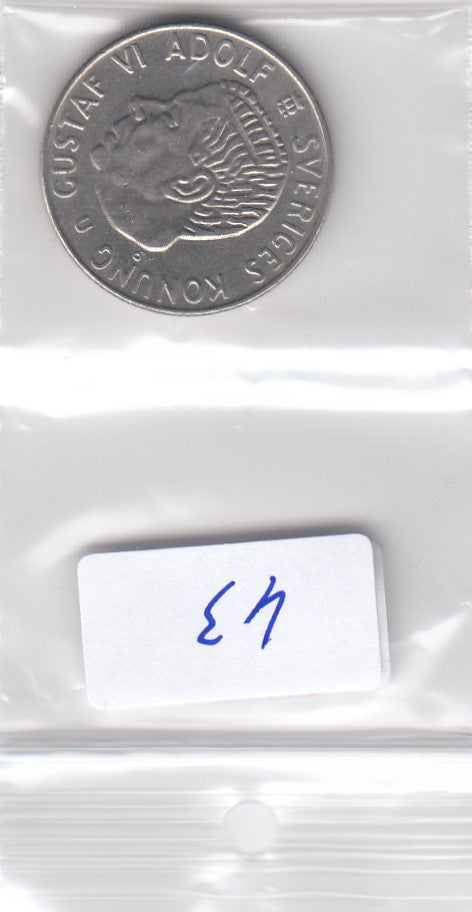 GUSTAF VI ADOLF SVERIGES KONUNG U
43